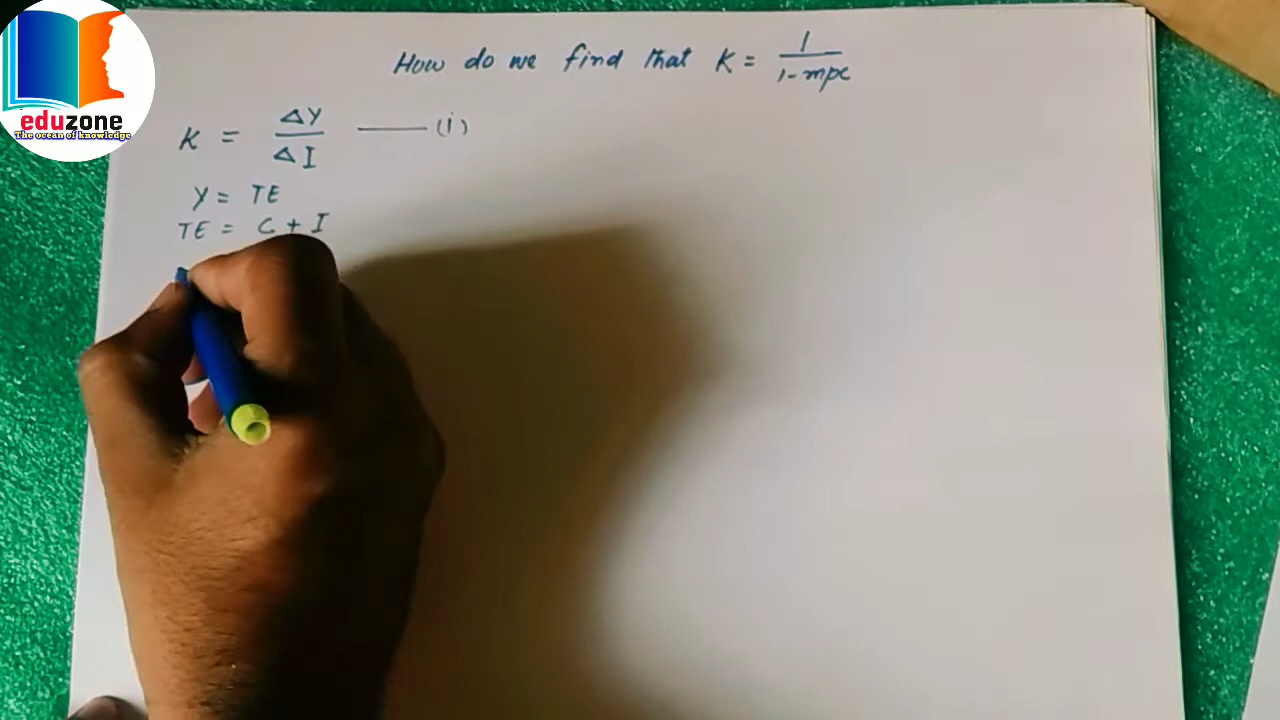 How do we find that K = 1/(1-mpc)
K = ΔY/ΔI ——— (i)
Y = TE
TE = C + I
eduzone
The ocean of knowledge